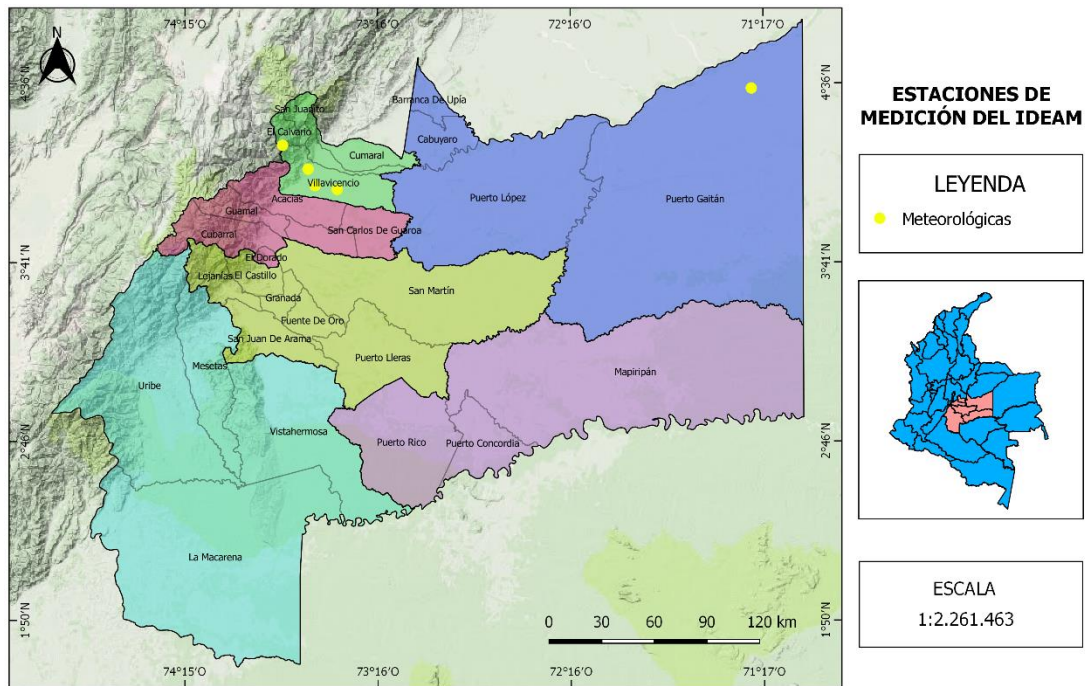 74°15'O 73°16'O 72°16'O 71°17'O
N
4°36'N 4°36'N
Barranca De Upía
San Juanito
El Calvario
Cabuyaro
Cumaral
Villavicencio
Puerto López
Puerto Gaitán
Acacías
Guamal
San Carlos De Guaroa
Cubarral
3°41'N 3°41'N
El Dorado
Lejanías
El Castillo
San Martín
Granada
Fuente De Oro
San Juan De Arama
Puerto Lleras
Mesetas
Mapiripán
Uribe
Vistahermosa
Puerto Rico
Puerto Concordia
2°46'N 2°46'N
La Macarena
1°50'N 1°50'N
0 30 60 90 120 km
74°15'O 73°16'O 72°16'O 71°17'O
ESTACIONES DE
MEDICIÓN DEL IDEAM
LEYENDA
Meteorológicas
ESCALA
1:2.261.463